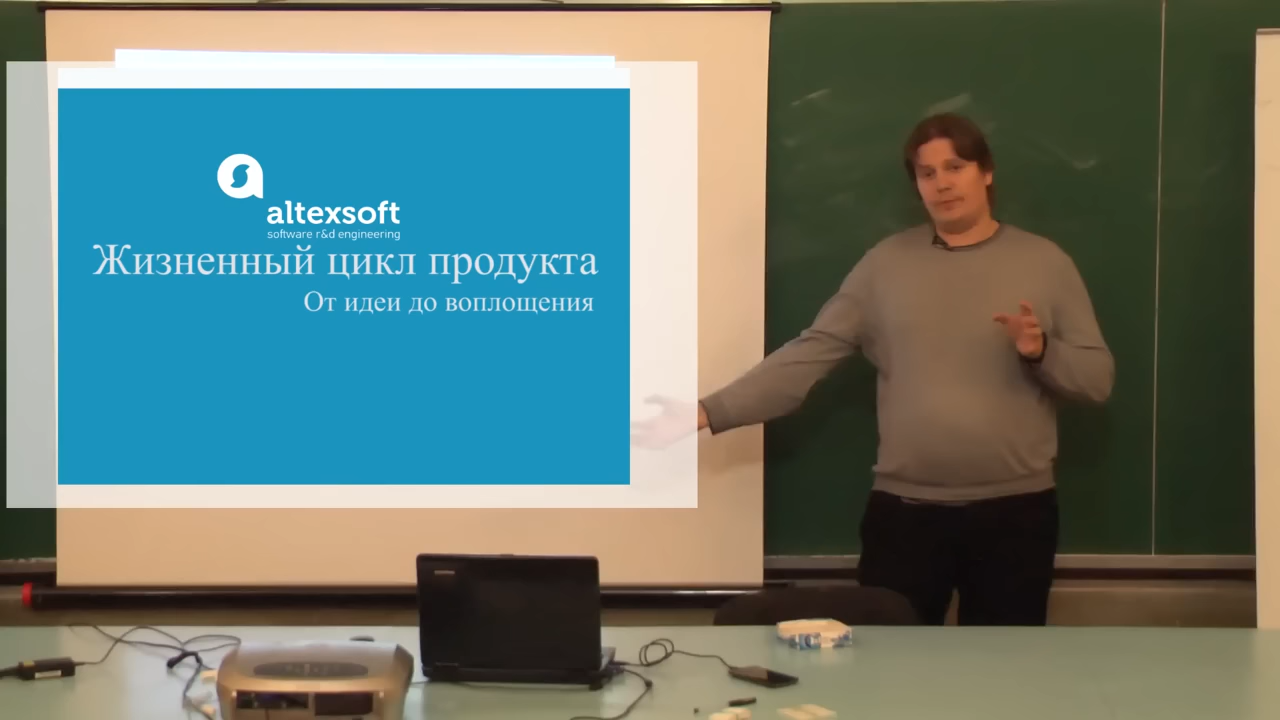 altexsoft
software r&d engineering
Жизненный цикл продукта
От идеи до воплощения